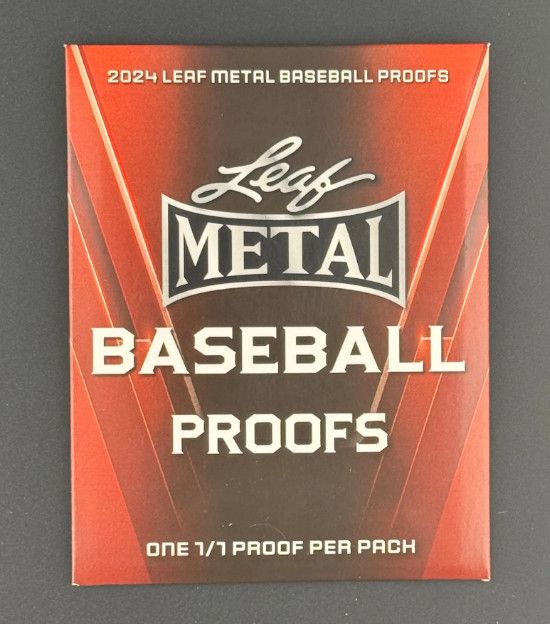 2024 LEAF METAL BASEBALL PROOFS
Leaf
METAL
BASEBALL
PROOFS
ONE 1/1 PROOF PER PACK